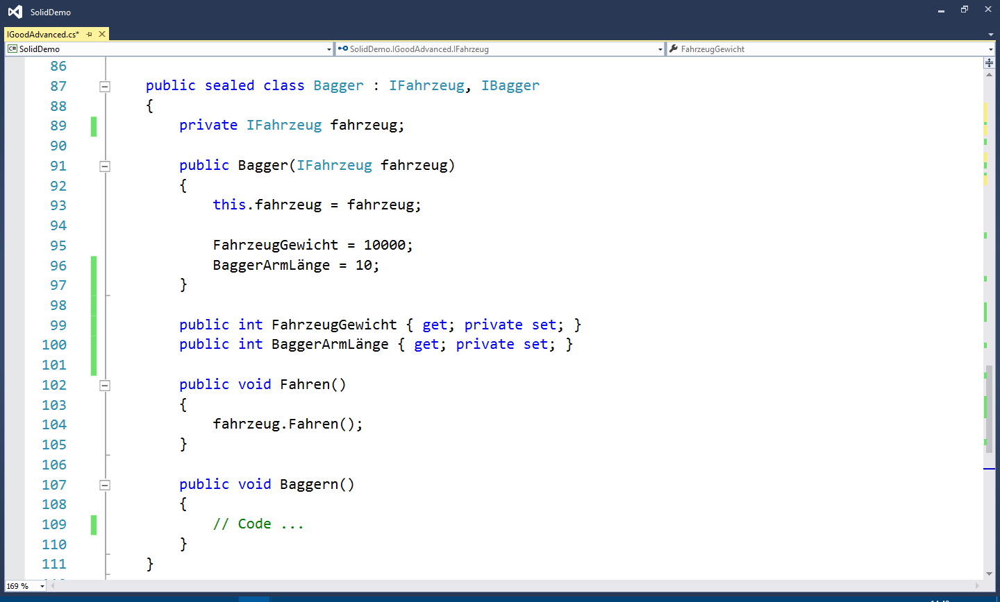 SolidDemo
IGoodAdvanced.cs*
C# SolidDemo
SolidDemo.IGoodAdvanced.IFahrzeug
FahrzeugGewicht
86
87 public sealed class Bagger : IFahrzeug, IBagger
88 {
89 private IFahrzeug fahrzeug;
90
91 public Bagger(IFahrzeug fahrzeug)
92 {
93 this.fahrzeug = fahrzeug;
94
95 FahrzeugGewicht = 10000;
96 BaggerArmLänge = 10;
97 }
98
99 public int FahrzeugGewicht { get; private set; }
100 public int BaggerArmLänge { get; private set; }
101
102 public void Fahren()
103 {
104 fahrzeug.Fahren();
105 }
106
107 public void Baggern()
108 {
109 // Code ...
110 }
111 }
169 %